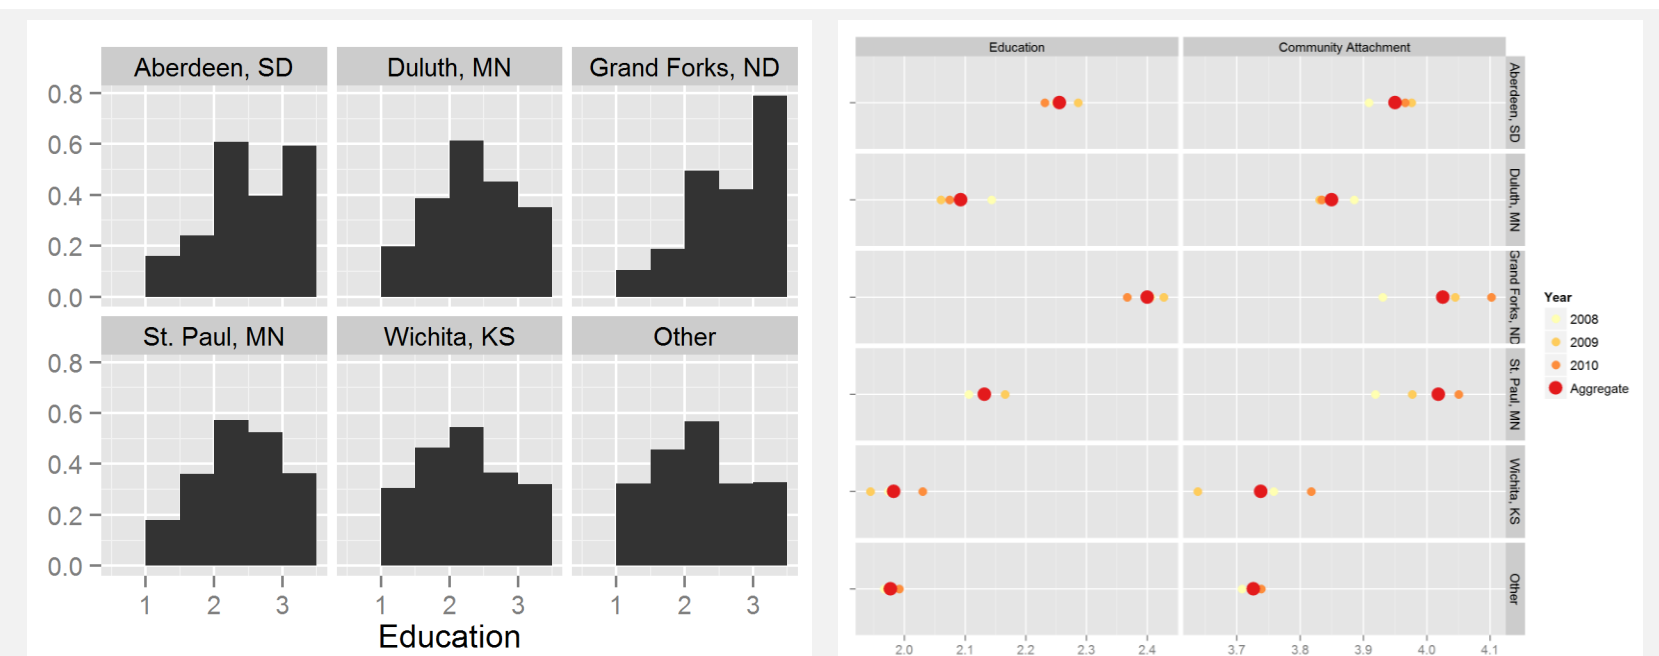 Aberdeen, SD
Duluth, MN
Grand Forks, ND
0.8
0.6
0.4
0.2
0.0
St. Paul, MN
Wichita, KS
Other
0.8
0.6
0.4
0.2
0.0
1 2 3
1 2 3
1 2 3
Education
Education
Community Attachment
Aberdeen, SD
Duluth, MN
Grand Forks, ND
St. Paul, MN
Wichita, KS
Other
2.0 2.1 2.2 2.3 2.4
3.7 3.8 3.9 4.0 4.1
Year
2008
2009
2010
Aggregate